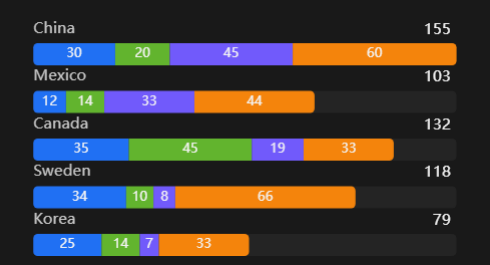 China 155
30 20 45 60
Mexico 103
12 14 33 44
Canada 132
35 45 19 33
Sweden 118
34 10 8 66
Korea 79
25 14 7 33